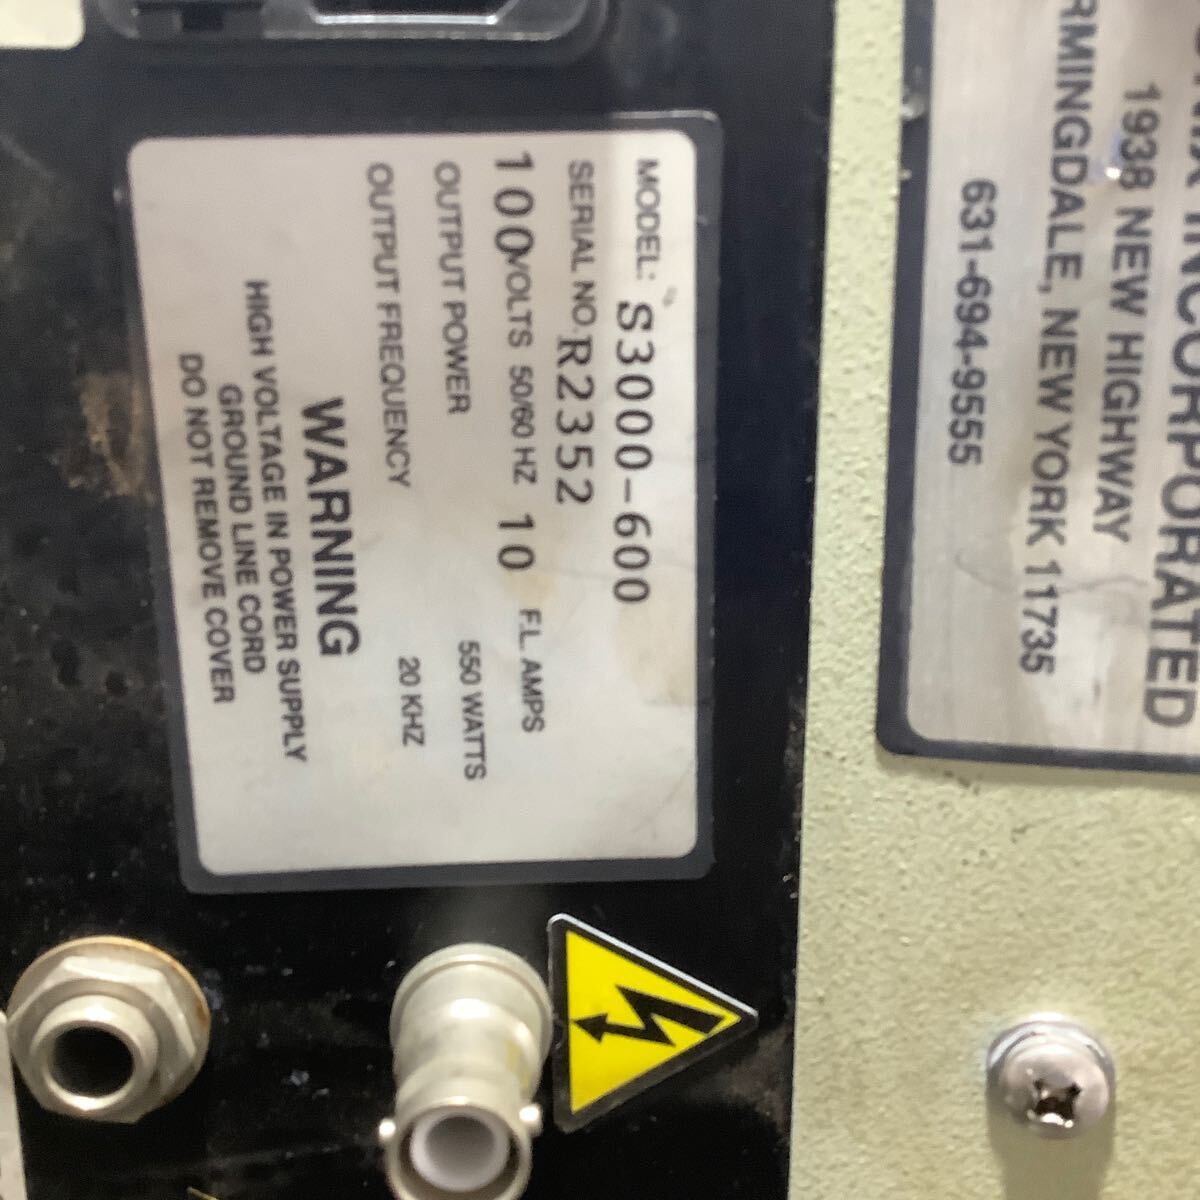 INCORPORATED
1938 NEW HIGHWAY
NEW YORK 11735
631-694-9555
MODEL: S3000-600
SERIAL NO. R2352
100 VOLTS 50/60 HZ 10 F.L. AMPS
OUTPUT POWER 550 WATTS
OUTPUT FREQUENCY 20 KHZ
WARNING
HIGH VOLTAGE IN POWER SUPPLY
GROUND LINE CORD
DO NOT REMOVE COVER